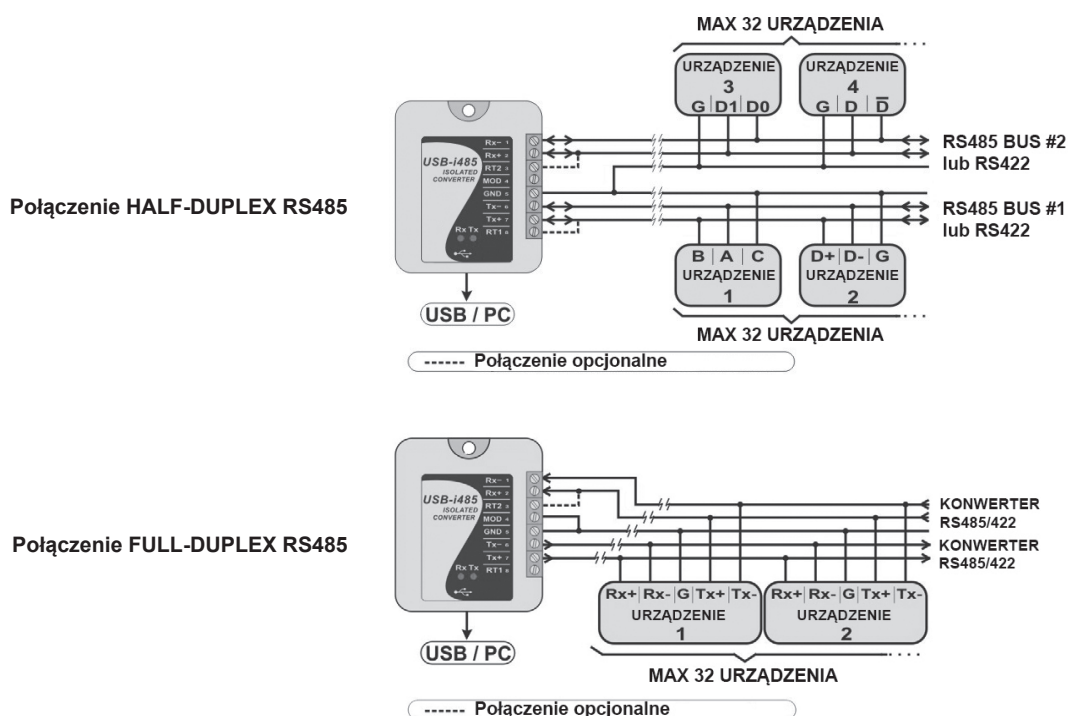 MAX 32 URZĄDZENIA
URZĄDZENIE
3
G D1 D0
URZĄDZENIE
4
G D D̅
Połączenie HALF-DUPLEX RS485
USB-i485
ISOLATED
CONVERTER
Rx− 1
Rx+ 2
RT2 3
MOD 4
GND 5
Tx− 6
Tx+ 7
RT1 8
Rx Tx
RS485 BUS #2
lub RS422
RS485 BUS #1
lub RS422
B A C
URZĄDZENIE
1
D+ D- G
URZĄDZENIE
2
USB / PC
MAX 32 URZĄDZENIA
Połączenie opcjonalne
Połączenie FULL-DUPLEX RS485
USB-i485
ISOLATED
CONVERTER
Rx− 1
Rx+ 2
RT2 3
MOD 4
GND 5
Tx− 6
Tx+ 7
RT1 8
Rx Tx
KONWERTER
RS485/422
KONWERTER
RS485/422
Rx+ Rx- G Tx+ Tx-
URZĄDZENIE
1
Rx+ Rx- G Tx+ Tx-
URZĄDZENIE
2
USB / PC
MAX 32 URZĄDZENIA
Połączenie opcjonalne